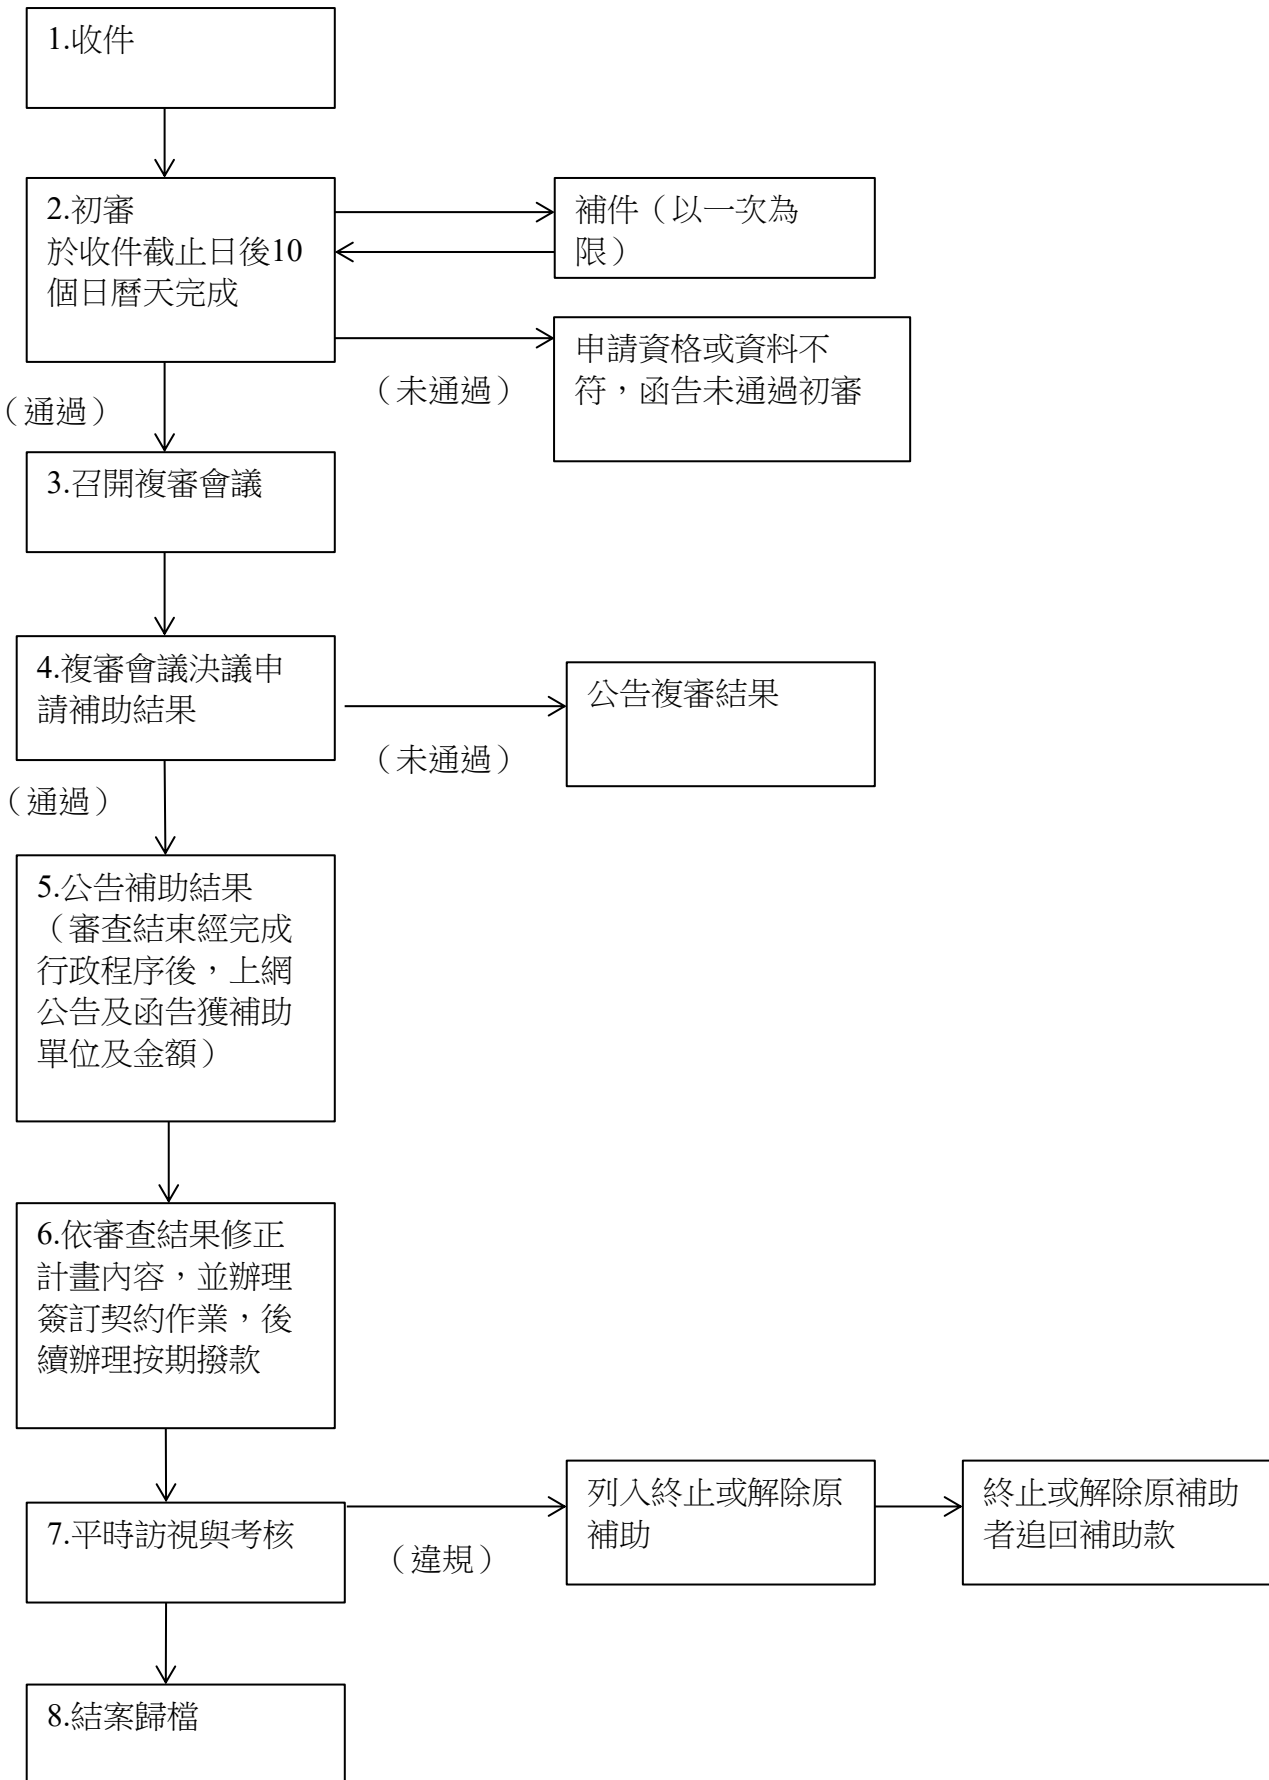 1.收件
2.初審
於收件截止日後10
個日曆天完成
補件（以一次為
限）
申請資格或資料不
符，函告未通過初審
（未通過）
（通過）
3.召開複審會議
4.複審會議決議申
請補助結果
公告複審結果
（未通過）
（通過）
5.公告補助結果
（審查結束經完成
行政程序後，上網
公告及函告獲補助
單位及金額）
6.依審查結果修正
計畫內容，並辦理
簽訂契約作業，後
續辦理按期撥款
7.平時訪視與考核
（違規）
列入終止或解除原
補助
終止或解除原補助
者追回補助款
8.結案歸檔